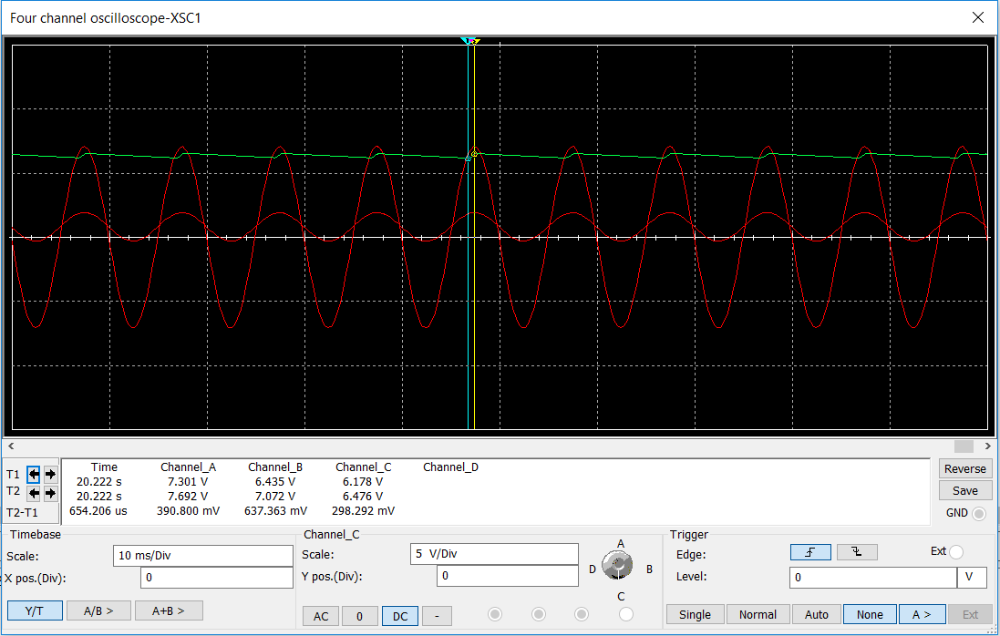 Four channel oscilloscope-XSC1
T1
T2
T2-T1
Time Channel_A Channel_B Channel_C Channel_D
20.222 s 7.301 V 6.435 V 6.178 V
20.222 s 7.692 V 7.072 V 6.476 V
654.206 us 390.800 mV 637.363 mV 298.292 mV
Reverse
Save
GND
Timebase
Scale: 10 ms/Div
X pos.(Div): 0
Y/T A/B > A+B >
Channel_C
Scale: 5 V/Div
Y pos.(Div): 0
AC 0 DC -
A
D B
C
Trigger
Edge: Ext
Level: 0 V
Single Normal Auto None A > Ext